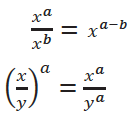 x^a / x^b = x^(a−b)
(x/y)^a = x^a / y^a